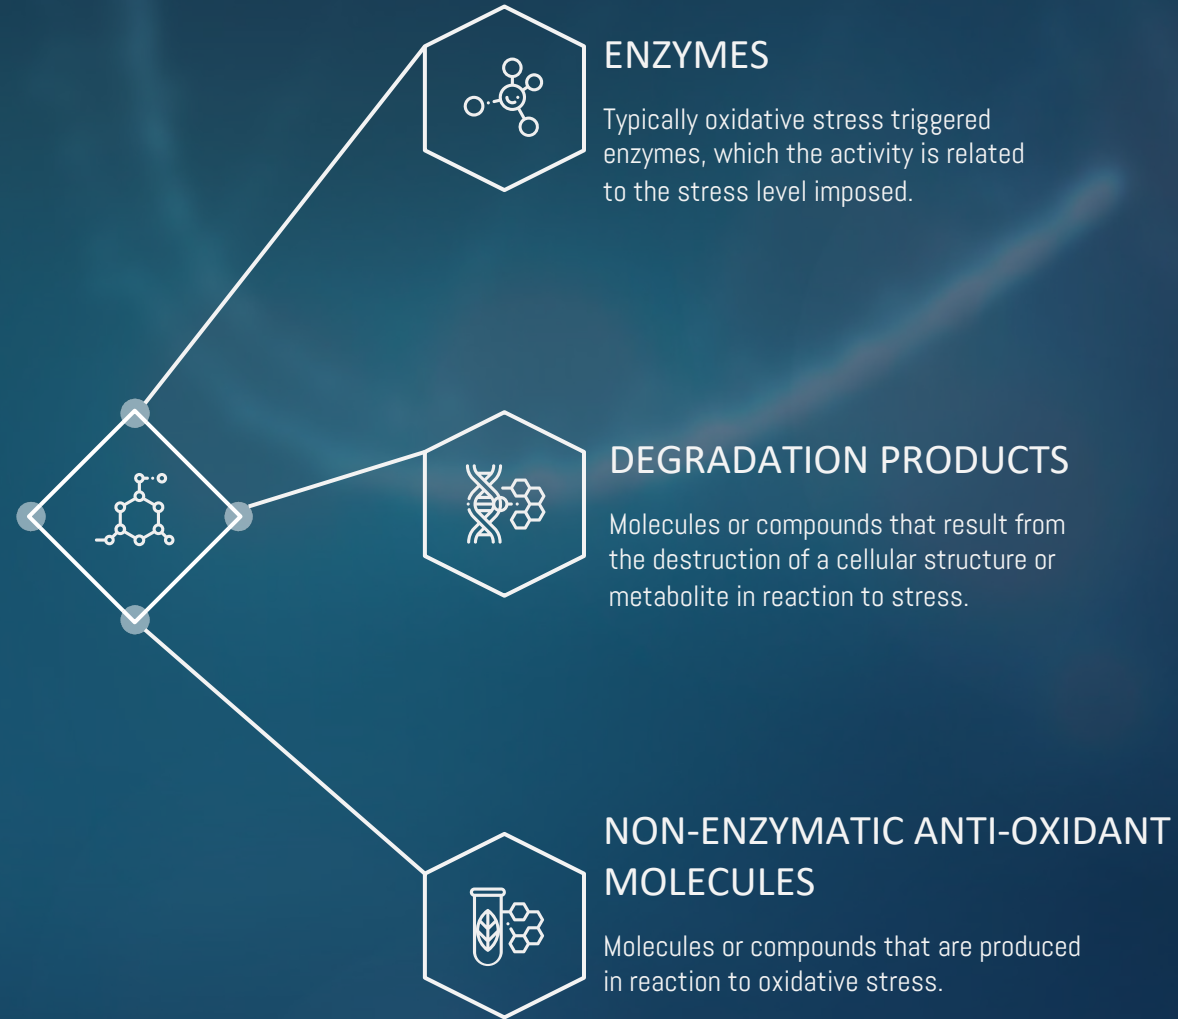 ENZYMES
Typically oxidative stress triggered
enzymes, which the activity is related
to the stress level imposed.
DEGRADATION PRODUCTS
Molecules or compounds that result from
the destruction of a cellular structure or
metabolite in reaction to stress.
NON-ENZYMATIC ANTI-OXIDANT
MOLECULES
Molecules or compounds that are produced
in reaction to oxidative stress.